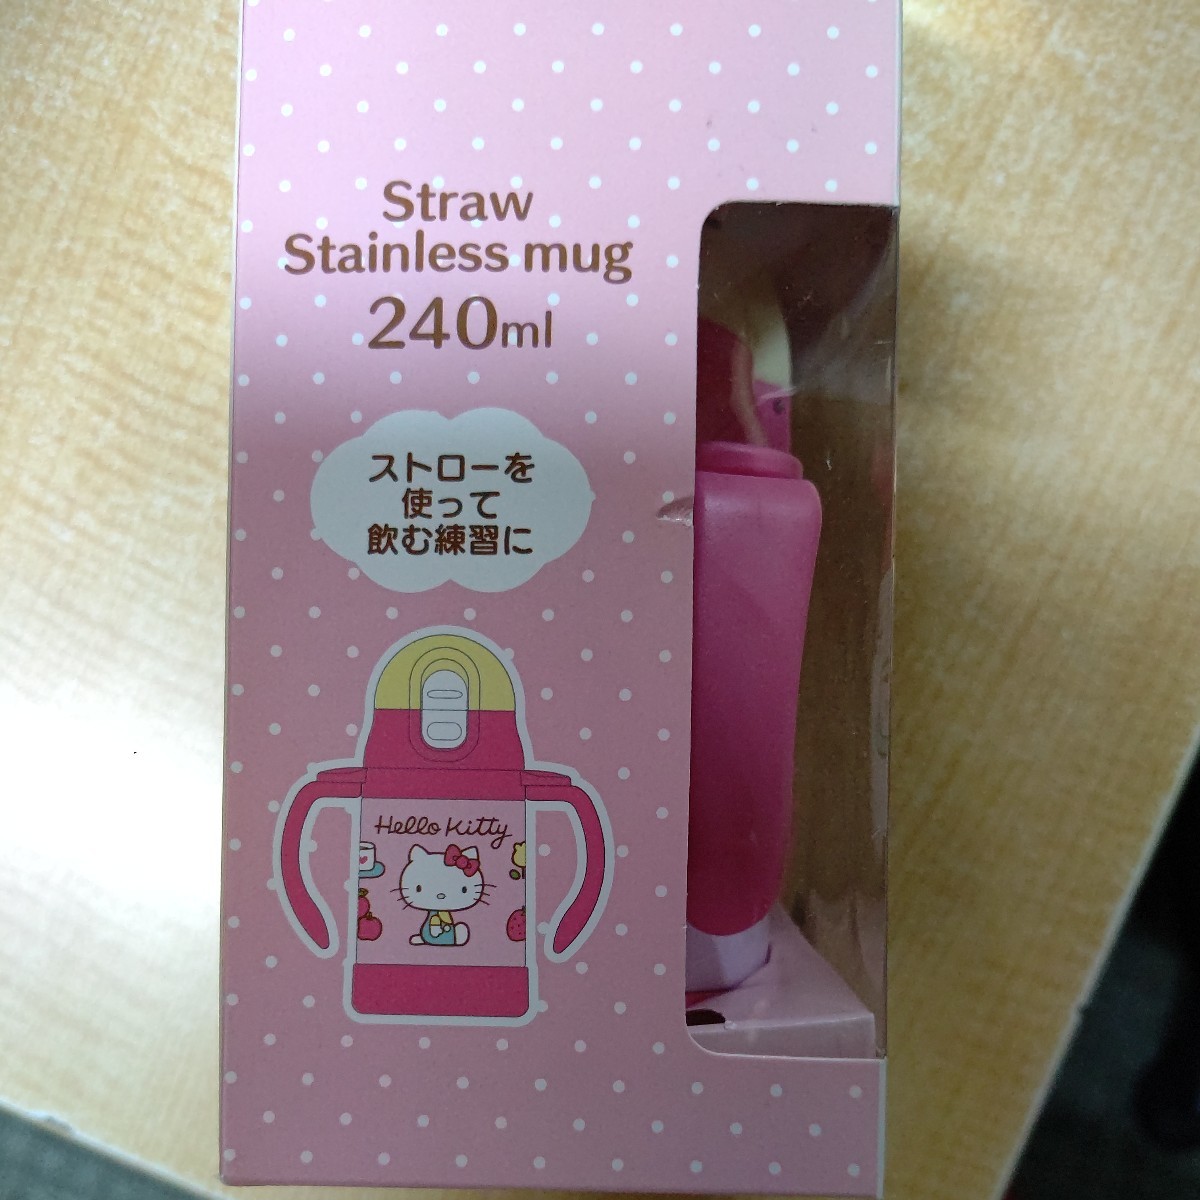 Straw
Stainless mug
240ml
ストローを
使って
飲む練習に
Hello Kitty